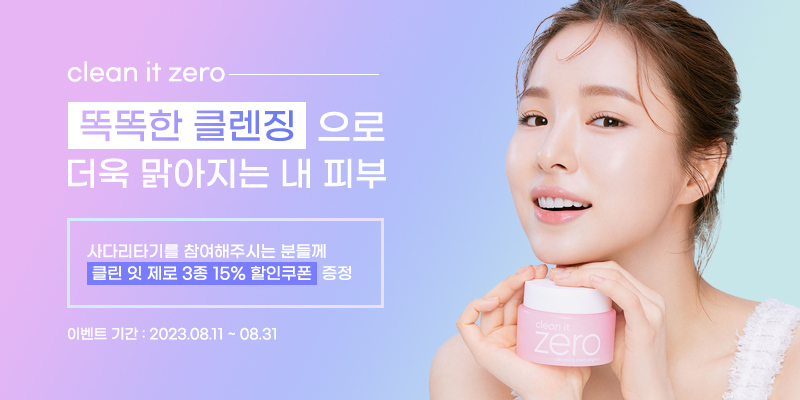 clean it zero
똑똑한 클렌징 으로
더욱 맑아지는 내 피부
사다리타기를 참여해주시는 분들께
클린 잇 제로 3종 15% 할인쿠폰 증정
이벤트 기간 : 2023.08.11 ~ 08.31
clean it
zero